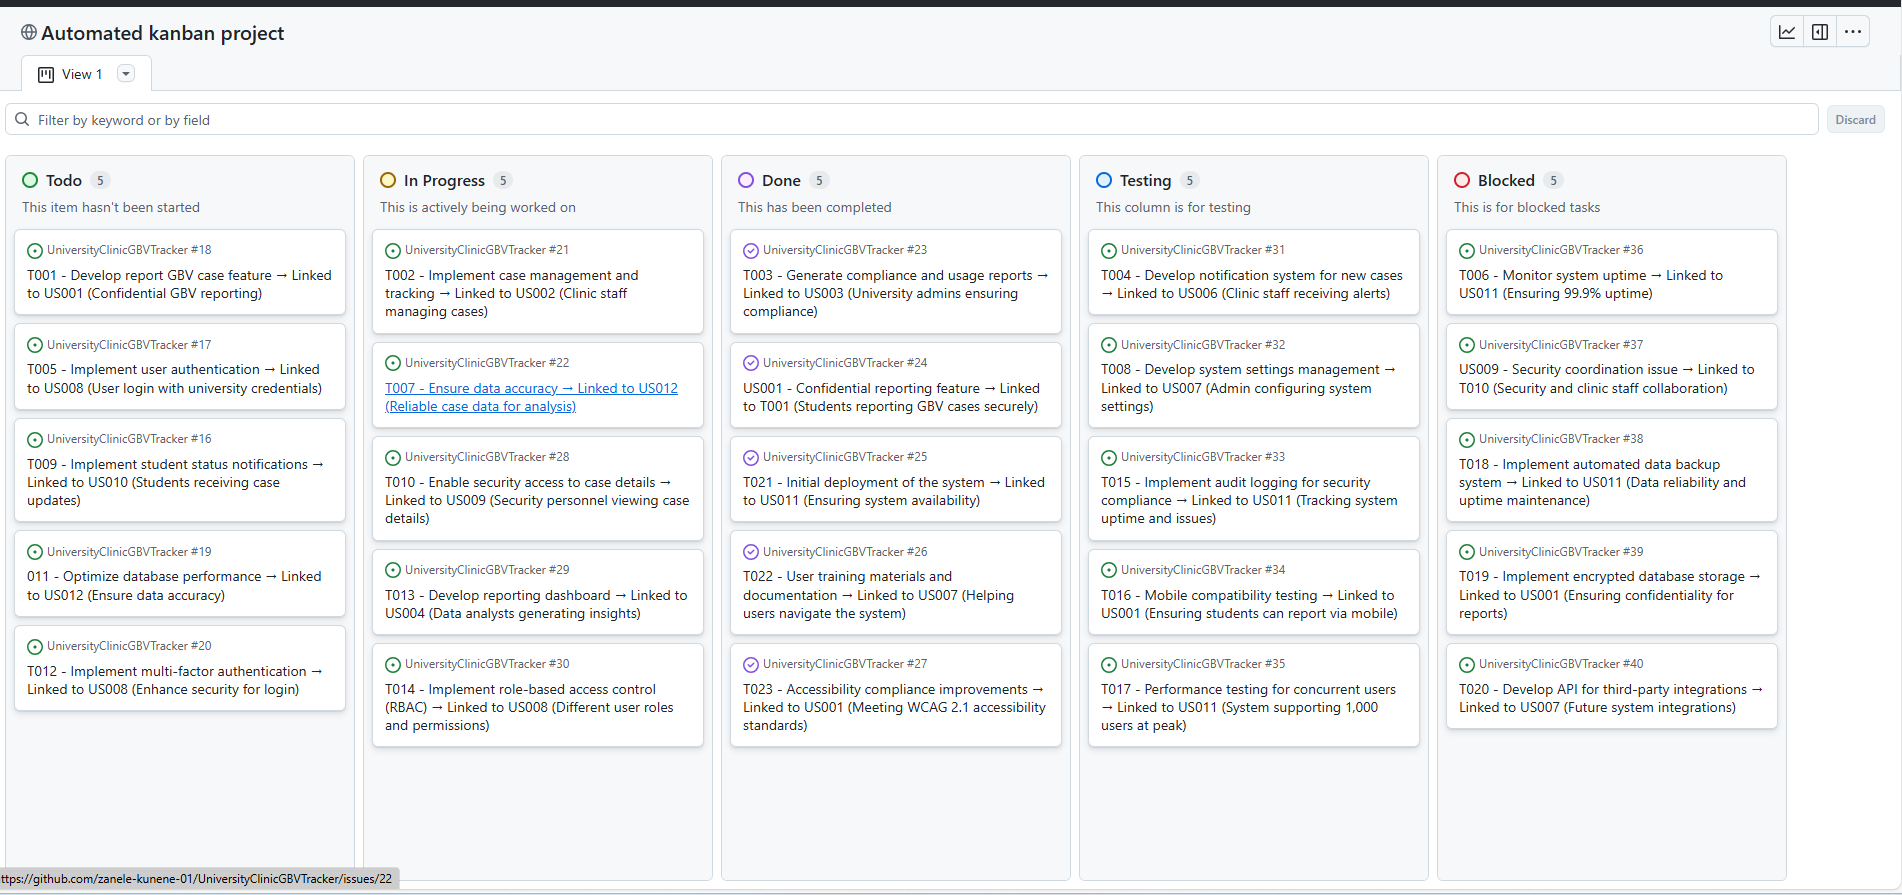 Automated kanban project
View 1
Filter by keyword or by field
Discard
Todo 5
This item hasn't been started
UniversityClinicGBVTracker #18
T001 - Develop report GBV case feature → Linked
to US001 (Confidential GBV reporting)
UniversityClinicGBVTracker #17
T005 - Implement user authentication → Linked
to US008 (User login with university credentials)
UniversityClinicGBVTracker #16
T009 - Implement student status notifications →
Linked to US010 (Students receiving case
updates)
UniversityClinicGBVTracker #19
011 - Optimize database performance → Linked
to US012 (Ensure data accuracy)
UniversityClinicGBVTracker #20
T012 - Implement multi-factor authentication →
Linked to US008 (Enhance security for login)
In Progress 5
This is actively being worked on
UniversityClinicGBVTracker #21
T002 - Implement case management and
tracking → Linked to US002 (Clinic staff
managing cases)
UniversityClinicGBVTracker #22
T007 - Ensure data accuracy → Linked to US012
(Reliable case data for analysis)
UniversityClinicGBVTracker #28
T010 - Enable security access to case details →
Linked to US009 (Security personnel viewing case
details)
UniversityClinicGBVTracker #29
T013 - Develop reporting dashboard → Linked to
US004 (Data analysts generating insights)
UniversityClinicGBVTracker #30
T014 - Implement role-based access control
(RBAC) → Linked to US008 (Different user roles
and permissions)
Done 5
This has been completed
UniversityClinicGBVTracker #23
T003 - Generate compliance and usage reports →
Linked to US003 (University admins ensuring
compliance)
UniversityClinicGBVTracker #24
US001 - Confidential reporting feature → Linked
to T001 (Students reporting GBV cases securely)
UniversityClinicGBVTracker #25
T021 - Initial deployment of the system → Linked
to US011 (Ensuring system availability)
UniversityClinicGBVTracker #26
T022 - User training materials and
documentation → Linked to US007 (Helping
users navigate the system)
UniversityClinicGBVTracker #27
T023 - Accessibility compliance improvements →
Linked to US001 (Meeting WCAG 2.1 accessibility
standards)
Testing 5
This column is for testing
UniversityClinicGBVTracker #31
T004 - Develop notification system for new cases
→ Linked to US006 (Clinic staff receiving alerts)
UniversityClinicGBVTracker #32
T008 - Develop system settings management →
Linked to US007 (Admin configuring system
settings)
UniversityClinicGBVTracker #33
T015 - Implement audit logging for security
compliance → Linked to US011 (Tracking system
uptime and issues)
UniversityClinicGBVTracker #34
T016 - Mobile compatibility testing → Linked to
US001 (Ensuring students can report via mobile)
UniversityClinicGBVTracker #35
T017 - Performance testing for concurrent users
→ Linked to US011 (System supporting 1,000
users at peak)
Blocked 5
This is for blocked tasks
UniversityClinicGBVTracker #36
T006 - Monitor system uptime → Linked to
US011 (Ensuring 99.9% uptime)
UniversityClinicGBVTracker #37
US009 - Security coordination issue → Linked to
T010 (Security and clinic staff collaboration)
UniversityClinicGBVTracker #38
T018 - Implement automated data backup
system → Linked to US011 (Data reliability and
uptime maintenance)
UniversityClinicGBVTracker #39
T019 - Implement encrypted database storage →
Linked to US001 (Ensuring confidentiality for
reports)
UniversityClinicGBVTracker #40
T020 - Develop API for third-party integrations →
Linked to US007 (Future system integrations)
ttps://github.com/zanele-kunene-01/UniversityClinicGBVTracker/issues/22